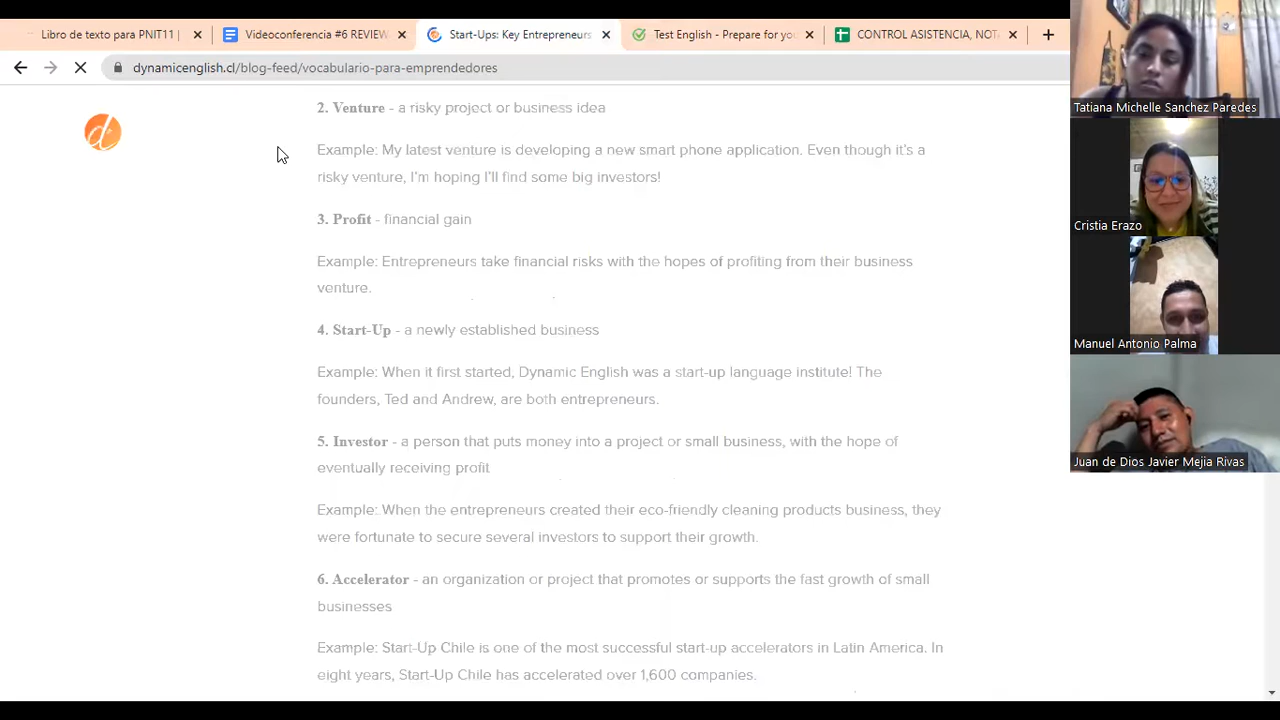 Libro de texto para PNIT11 |
Videoconferencia #6 REVIEW
Start-Ups: Key Entrepreneurs
Test English - Prepare for yo
CONTROL ASISTENCIA, NOTA
dynamicenglish.cl/blog-feed/vocabulario-para-emprendedores
d
2. Venture - a risky project or business idea
Example: My latest venture is developing a new smart phone application. Even though it's a
risky venture, I'm hoping I'll find some big investors!
3. Profit - financial gain
Example: Entrepreneurs take financial risks with the hopes of profiting from their business
venture.
4. Start-Up - a newly established business
Example: When it first started, Dynamic English was a start-up language institute! The
founders, Ted and Andrew, are both entrepreneurs.
5. Investor - a person that puts money into a project or small business, with the hope of
eventually receiving profit
Example: When the entrepreneurs created their eco-friendly cleaning products business, they
were fortunate to secure several investors to support their growth.
6. Accelerator - an organization or project that promotes or supports the fast growth of small
businesses
Example: Start-Up Chile is one of the most successful start-up accelerators in Latin America. In
eight years, Start-Up Chile has accelerated over 1,600 companies.
Tatiana Michelle Sanchez Paredes
Cristia Erazo
Manuel Antonio Palma
Juan de Dios Javier Mejia Rivas